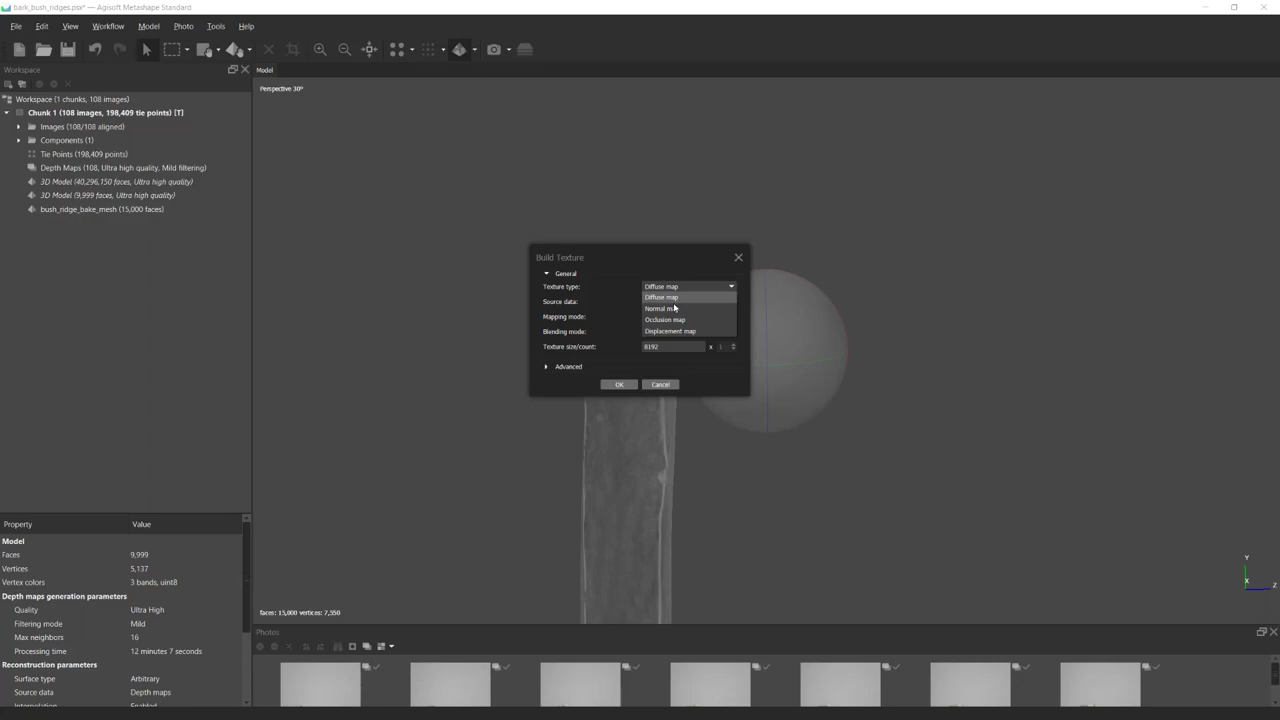 bark_bush_ridges.psx* — Agisoft Metashape Standard
File Edit View Workflow Model Photo Tools Help
Workspace
Model
Perspective 30°
Workspace (1 chunks, 108 images)
Chunk 1 (108 images, 198,409 tie points) [T]
Images (108/108 aligned)
Components (1)
Tie Points (198,409 points)
Depth Maps (108, Ultra high quality, Mild filtering)
3D Model (40,296,150 faces, Ultra high quality)
3D Model (9,999 faces, Ultra high quality)
bush_ridge_bake_mesh (15,000 faces)
Build Texture
General
Texture type: Diffuse map
Diffuse map
Source data:
Normal map
Mapping mode:
Occlusion map
Blending mode:
Displacement map
Texture size/count: 8192 x 1
Advanced
OK Cancel
Y
X
Z
faces: 15,000 vertices: 7,550
Property Value
Model
Faces 9,999
Vertices 5,137
Vertex colors 3 bands, uint8
Depth maps generation parameters
Quality Ultra High
Filtering mode Mild
Max neighbors 16
Processing time 12 minutes 7 seconds
Reconstruction parameters
Surface type Arbitrary
Source data Depth maps
Interpolation Enabled
Photos